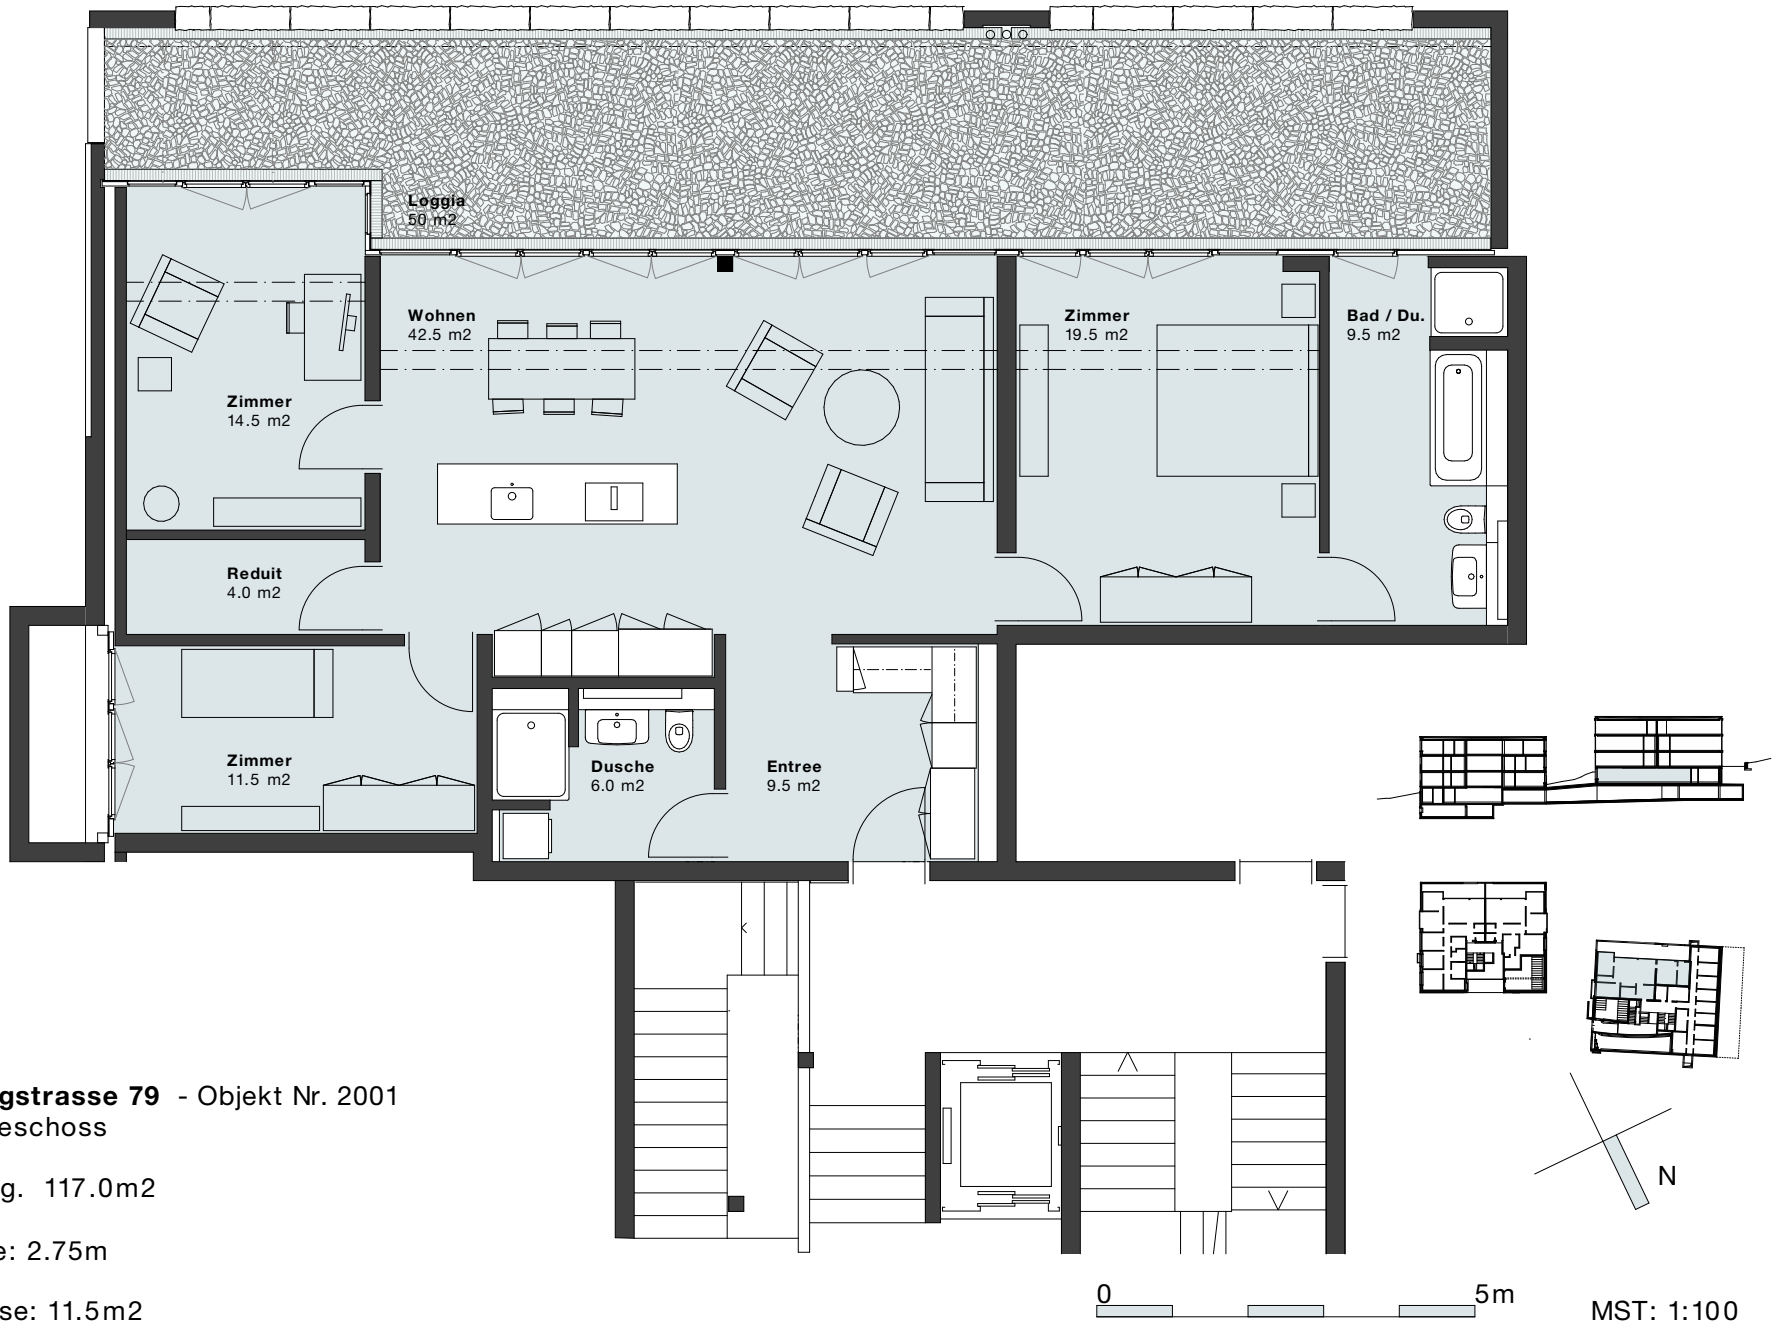 Loggia
50 m2
Wohnen
42.5 m2
Zimmer
19.5 m2
Bad / Du.
9.5 m2
Zimmer
14.5 m2
Reduit
4.0 m2
Zimmer
11.5 m2
Dusche
6.0 m2
Entree
9.5 m2
gstrasse 79 - Objekt Nr. 2001
eschoss
g. 117.0m2
e: 2.75m
se: 11.5m2
N
0 5m
MST: 1:100